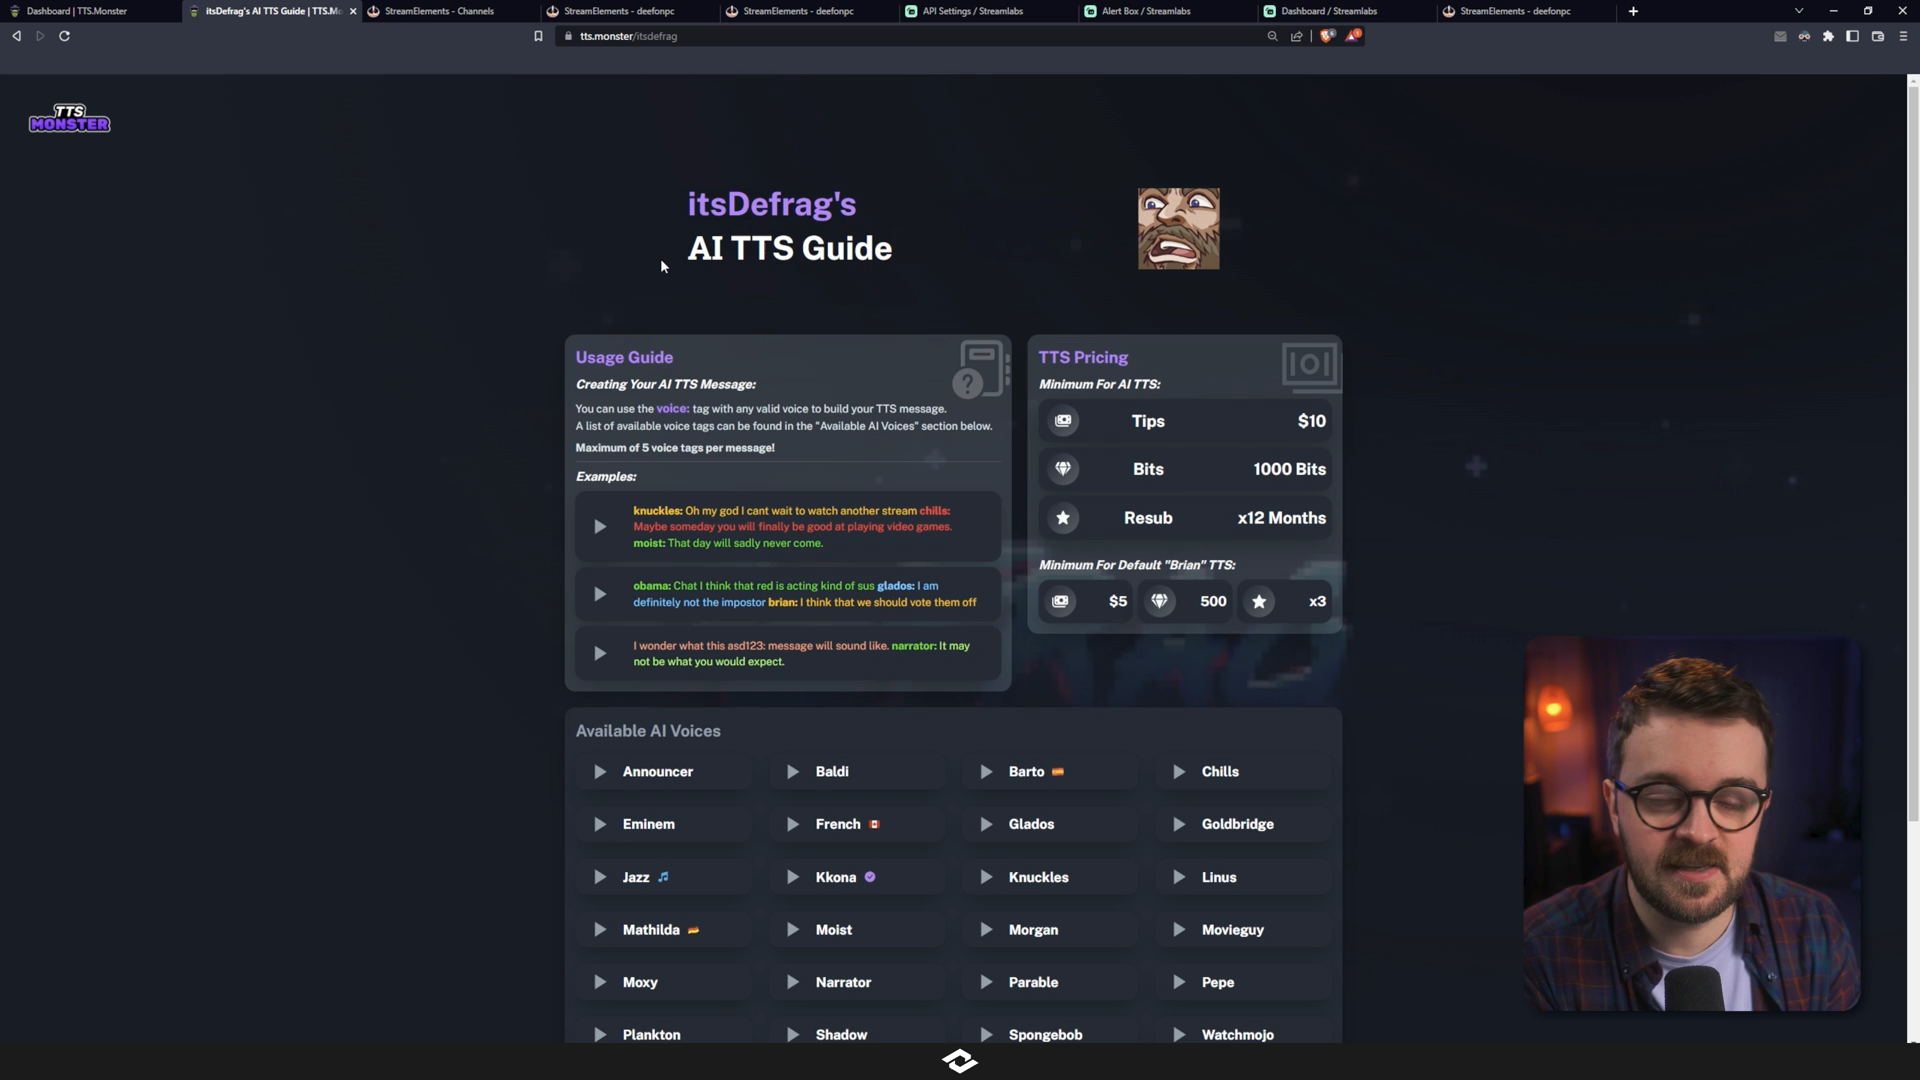 Dashboard | TTS.Monster
itsDefrag's AI TTS Guide | TTS.Mo
StreamElements - Channels
StreamElements - deefonpc
StreamElements - deefonpc
API Settings / Streamlabs
Alert Box / Streamlabs
Dashboard / Streamlabs
StreamElements - deefonpc
tts.monster/itsdefrag
TTS
MONSTER
itsDefrag's
AI TTS Guide
Usage Guide
Creating Your AI TTS Message:
You can use the voice: tag with any valid voice to build your TTS message.
A list of available voice tags can be found in the "Available AI Voices" section below.
Maximum of 5 voice tags per message!
Examples:
knuckles: Oh my god I cant wait to watch another stream chills:
Maybe someday you will finally be good at playing video games.
moist: That day will sadly never come.
obama: Chat I think that red is acting kind of sus glados: I am
definitely not the impostor brian: I think that we should vote them off
I wonder what this asd123: message will sound like. narrator: It may
not be what you would expect.
TTS Pricing
Minimum For AI TTS:
Tips $10
Bits 1000 Bits
Resub x12 Months
Minimum For Default "Brian" TTS:
$5 500 x3
Available AI Voices
Announcer Baldi Barto Chills
Eminem French Glados Goldbridge
Jazz Kkona Knuckles Linus
Mathilda Moist Morgan Movieguy
Moxy Narrator Parable Pepe
Plankton Shadow Spongebob Watchmojo